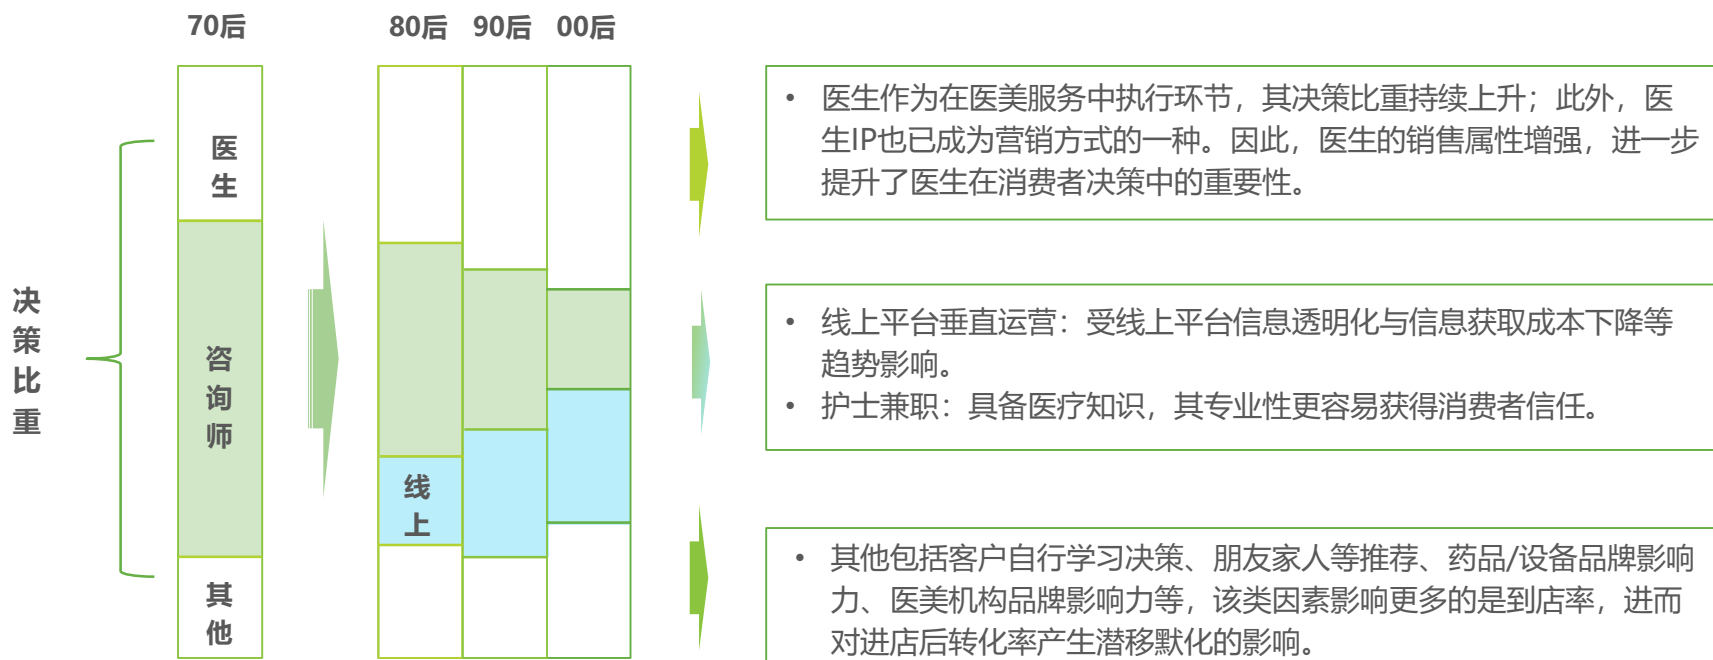 70后
80后
90后
00后
医生
咨询师
其他
决策比重
线上
• 医生作为在医美服务中执行环节，其决策比重持续上升；此外，医
生IP也已成为营销方式的一种。因此，医生的销售属性增强，进一步
提升了医生在消费者决策中的重要性。
• 线上平台垂直运营：受线上平台信息透明化与信息获取成本下降等
趋势影响。
• 护士兼职：具备医疗知识，其专业性更容易获得消费者信任。
• 其他包括客户自行学习决策、朋友家人等推荐、药品/设备品牌影响
力、医美机构品牌影响力等，该类因素影响更多的是到店率，进而
对进店后转化率产生潜移默化的影响。